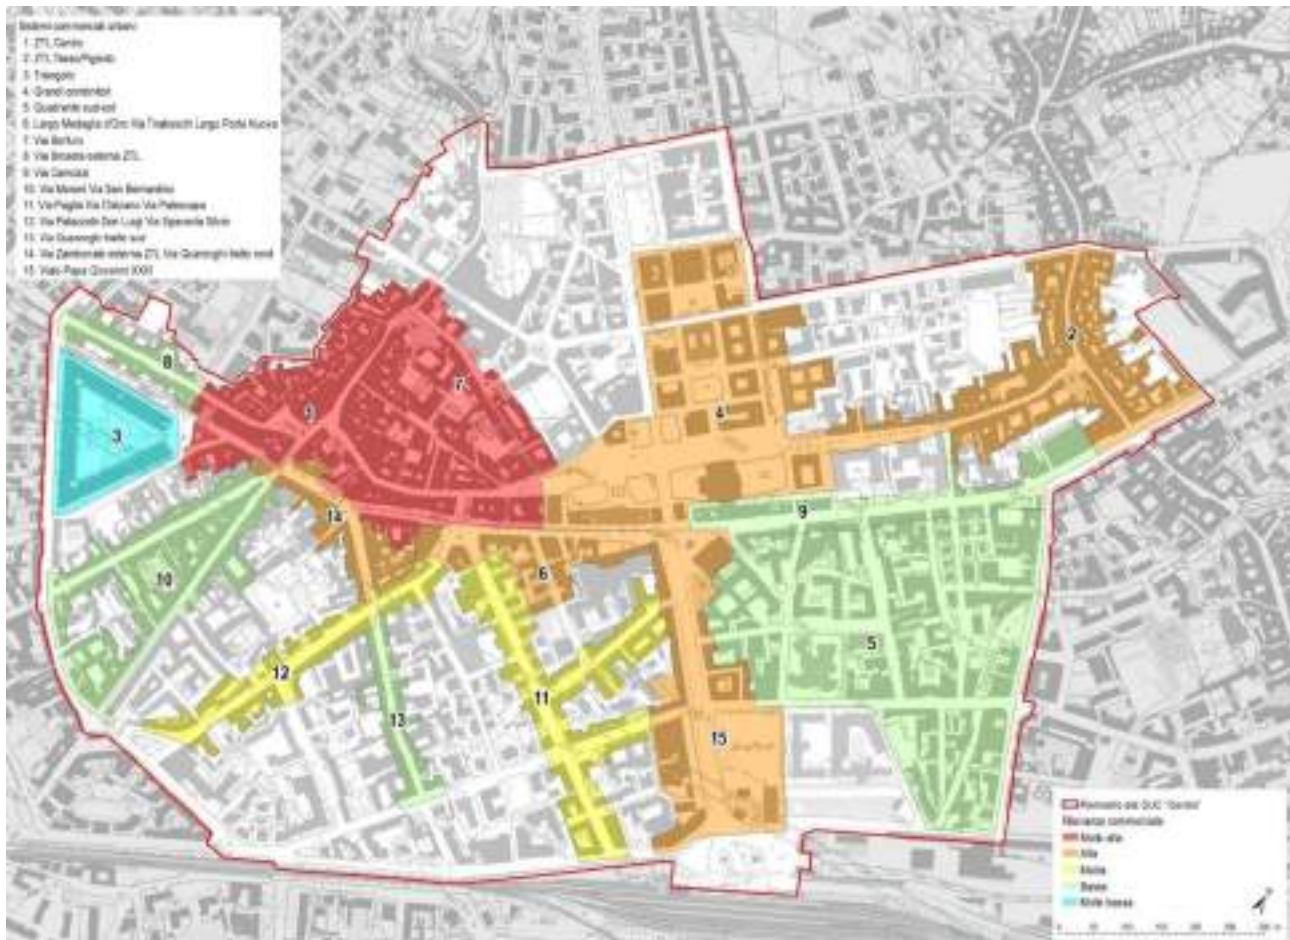 Sistemi commerciali urbani
1 ZTL Centro
2 ZTL Tasso/Pignolo
3 Triangolo
4 Grandi contenitori
5 Quadrante sud-est
6 Largo Medaglie d'Oro Via Tiraboschi Largo Porta Nuova
7 Via
8 Via Broseta esterna ZTL
9 Via Camozzi
10 Via Moroni Via San Bernardino
11 Via Paglia Via D'Alzano Via Paleocapa
12 Via Palazzolo Don Luigi Via Spaventa Silvio
13 Via Quarenghi tratto sud
14 Via Zambonate esterna ZTL Via Quarenghi tratto nord
15 Viale Papa Giovanni XXIII
8
7
1
3
2
4
14
9
10
6
5
12
11
13
15
Perimetro del DUC "Centro"
Rilevanza commerciale
Molto alta
Alta
Media
Bassa
Molto bassa